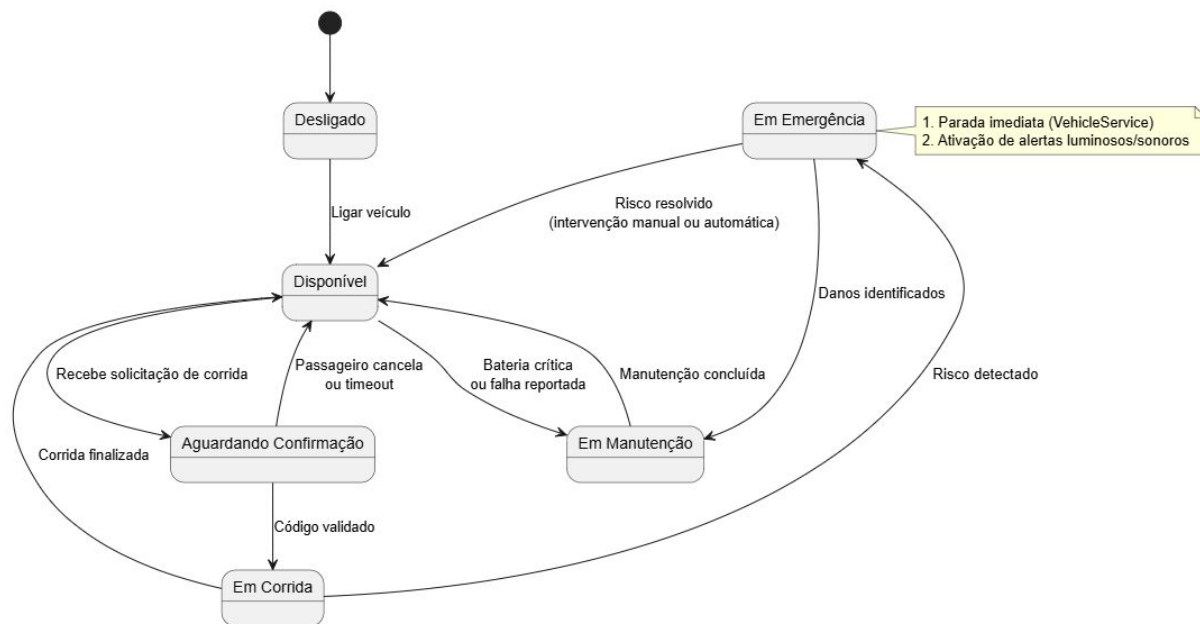 Desligado
Em Emergência
1. Parada imediata (VehicleService)
2. Ativação de alertas luminosos/sonoros
Ligar veículo
Risco resolvido
(intervenção manual ou automática)
Disponível
Danos identificados
Recebe solicitação de corrida
Passageiro cancela
ou timeout
Bateria crítica
ou falha reportada
Manutenção concluída
Risco detectado
Aguardando Confirmação
Em Manutenção
Corrida finalizada
Código validado
Em Corrida